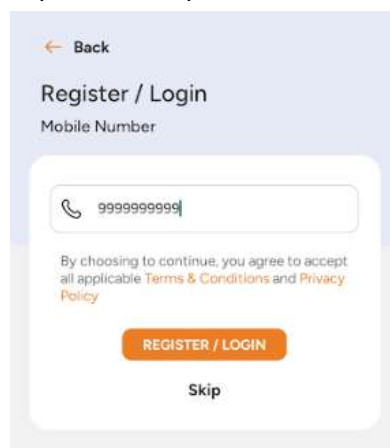 ← Back
Register / Login
Mobile Number
9999999999
By choosing to continue, you agree to accept
all applicable Terms & Conditions and Privacy
Policy
REGISTER / LOGIN
Skip